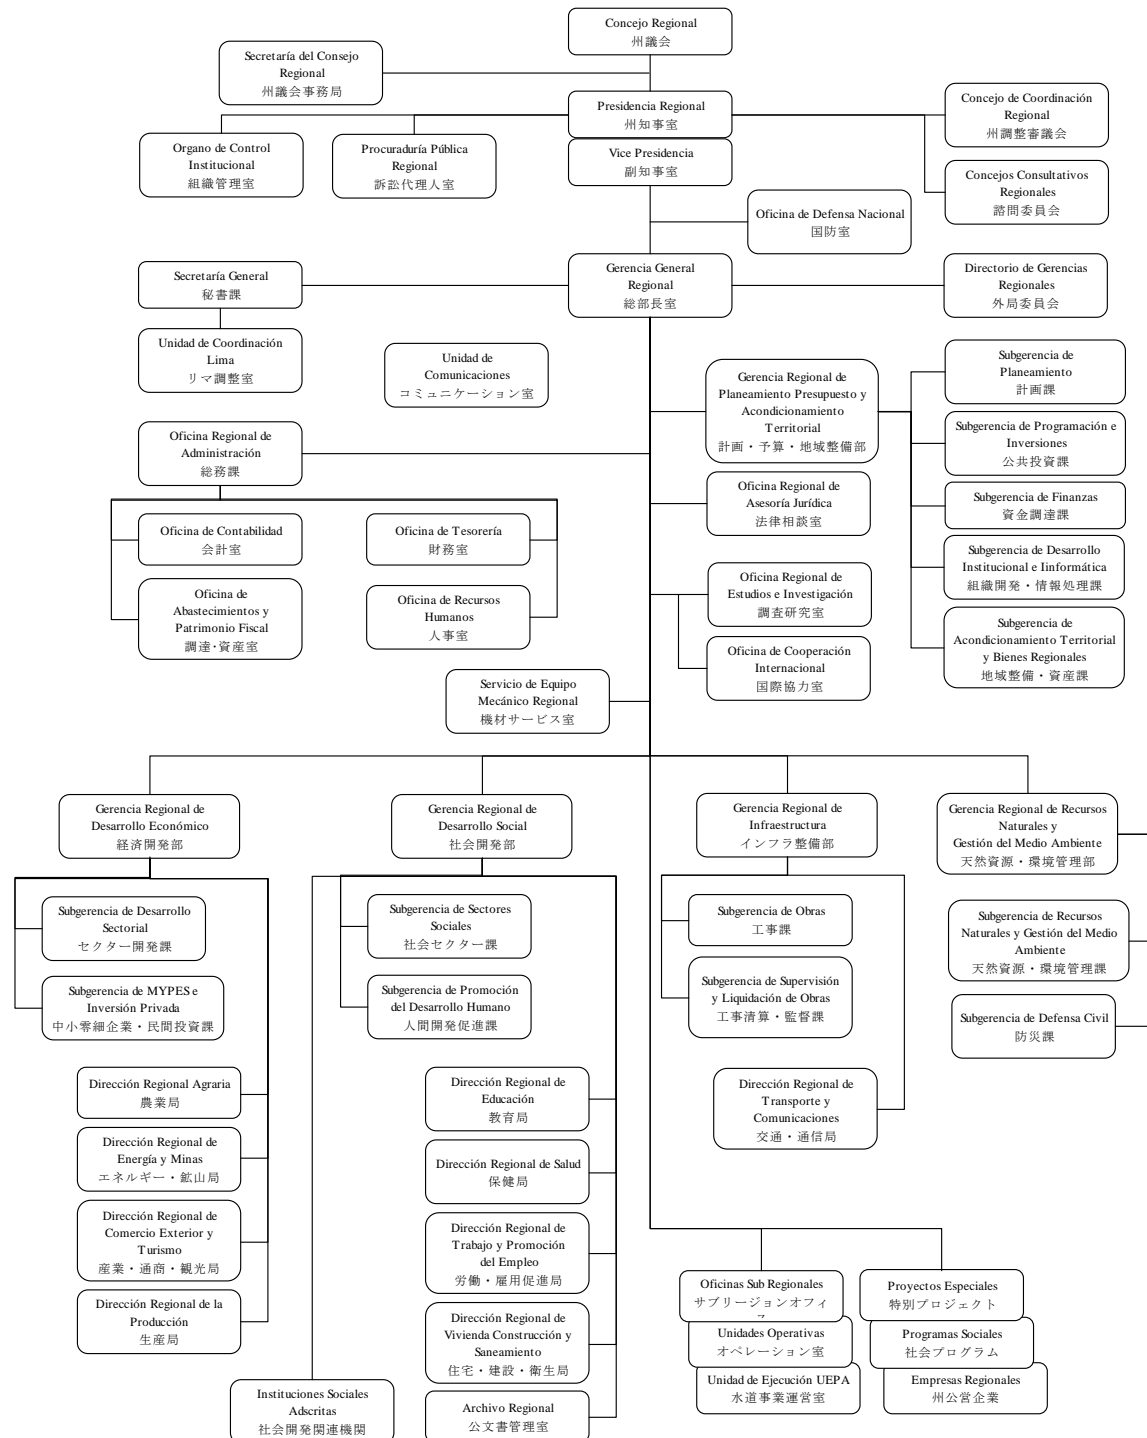 Concejo Regional
州議会
Secretaría del Consejo
Regional
州議会事務局
Presidencia Regional
州知事室
Concejo de Coordinación
Regional
州調整審議会
Organo de Control
Institucional
組織管理室
Procuraduría Pública
Regional
訴訟代理人室
Vice Presidencia
副知事室
Concejos Consultativos
Regionales
諮問委員会
Oficina de Defensa Nacional
国防室
Secretaría General
秘書課
Gerencia General
Regional
総部長室
Directorio de Gerencias
Regionales
外局委員会
Unidad de Coordinación
Lima
リマ調整室
Unidad de
Comunicaciones
コミュニケーション室
Gerencia Regional de
Planeamiento Presupuesto y
Acondicionamiento
Territorial
計画・予算・地域整備部
Subgerencia de
Planeamiento
計画課
Subgerencia de Programación e
Inversiones
公共投資課
Oficina Regional de
Administración
総務課
Oficina Regional de
Asesoría Jurídica
法律相談室
Subgerencia de Finanzas
資金調達課
Oficina de Contabilidad
会計室
Oficina de Tesorería
財務室
Subgerencia de Desarrollo
Institucional e Iinformática
組織開発・情報処理課
Oficina de
Abastecimientos y
Patrimonio Fiscal
調達・資産室
Oficina de Recursos
Humanos
人事室
Oficina Regional de
Estudios e Investigación
調査研究室
Subgerencia de
Acondicionamiento Territorial
y Bienes Regionales
地域整備・資産課
Oficina de Cooperación
Internacional
国際協力室
Servicio de Equipo
Mecánico Regional
機材サービス室
Gerencia Regional de
Desarrollo Económico
経済開発部
Gerencia Regional de
Desarrollo Social
社会開発部
Gerencia Regional de
Infraestructura
インフラ整備部
Gerencia Regional de Recursos
Naturales y
Gestión del Medio Ambiente
天然資源・環境管理部
Subgerencia de Desarrollo
Sectorial
セクター開発課
Subgerencia de Sectores
Sociales
社会セクター課
Subgerencia de Obras
工事課
Subgerencia de Recursos
Naturales y Gestión del Medio
Ambiente
天然資源・環境管理課
Subgerencia de MYPES e
Inversión Privada
中小零細企業・民間投資課
Subgerencia de Promoción
del Desarrollo Humano
人間開発促進課
Subgerencia de Supervisión
y Liquidación de Obras
工事清算・監督課
Subgerencia de Defensa Civil
防災課
Dirección Regional Agraria
農業局
Dirección Regional de
Educación
教育局
Dirección Regional de
Transporte y
Comunicaciones
交通・通信局
Dirección Regional de
Energía y Minas
エネルギー・鉱山局
Dirección Regional de Salud
保健局
Dirección Regional de
Comercio Exterior y
Turismo
産業・通商・観光局
Dirección Regional de
Trabajo y Promoción
del Empleo
労働・雇用促進局
Dirección Regional de la
Producción
生産局
Dirección Regional de
Vivienda Construcción y
Saneamiento
住宅・建設・衛生局
Oficinas Sub Regionales
サブリージョンオフィ
Proyectos Especiales
特別プロジェクト
Unidades Operativas
オペレーション室
Programas Sociales
社会プログラム
Unidad de Ejecución UEPA
水道事業運営室
Empresas Regionales
州公営企業
Instituciones Sociales
Adscritas
社会開発関連機関
Archivo Regional
公文書管理室